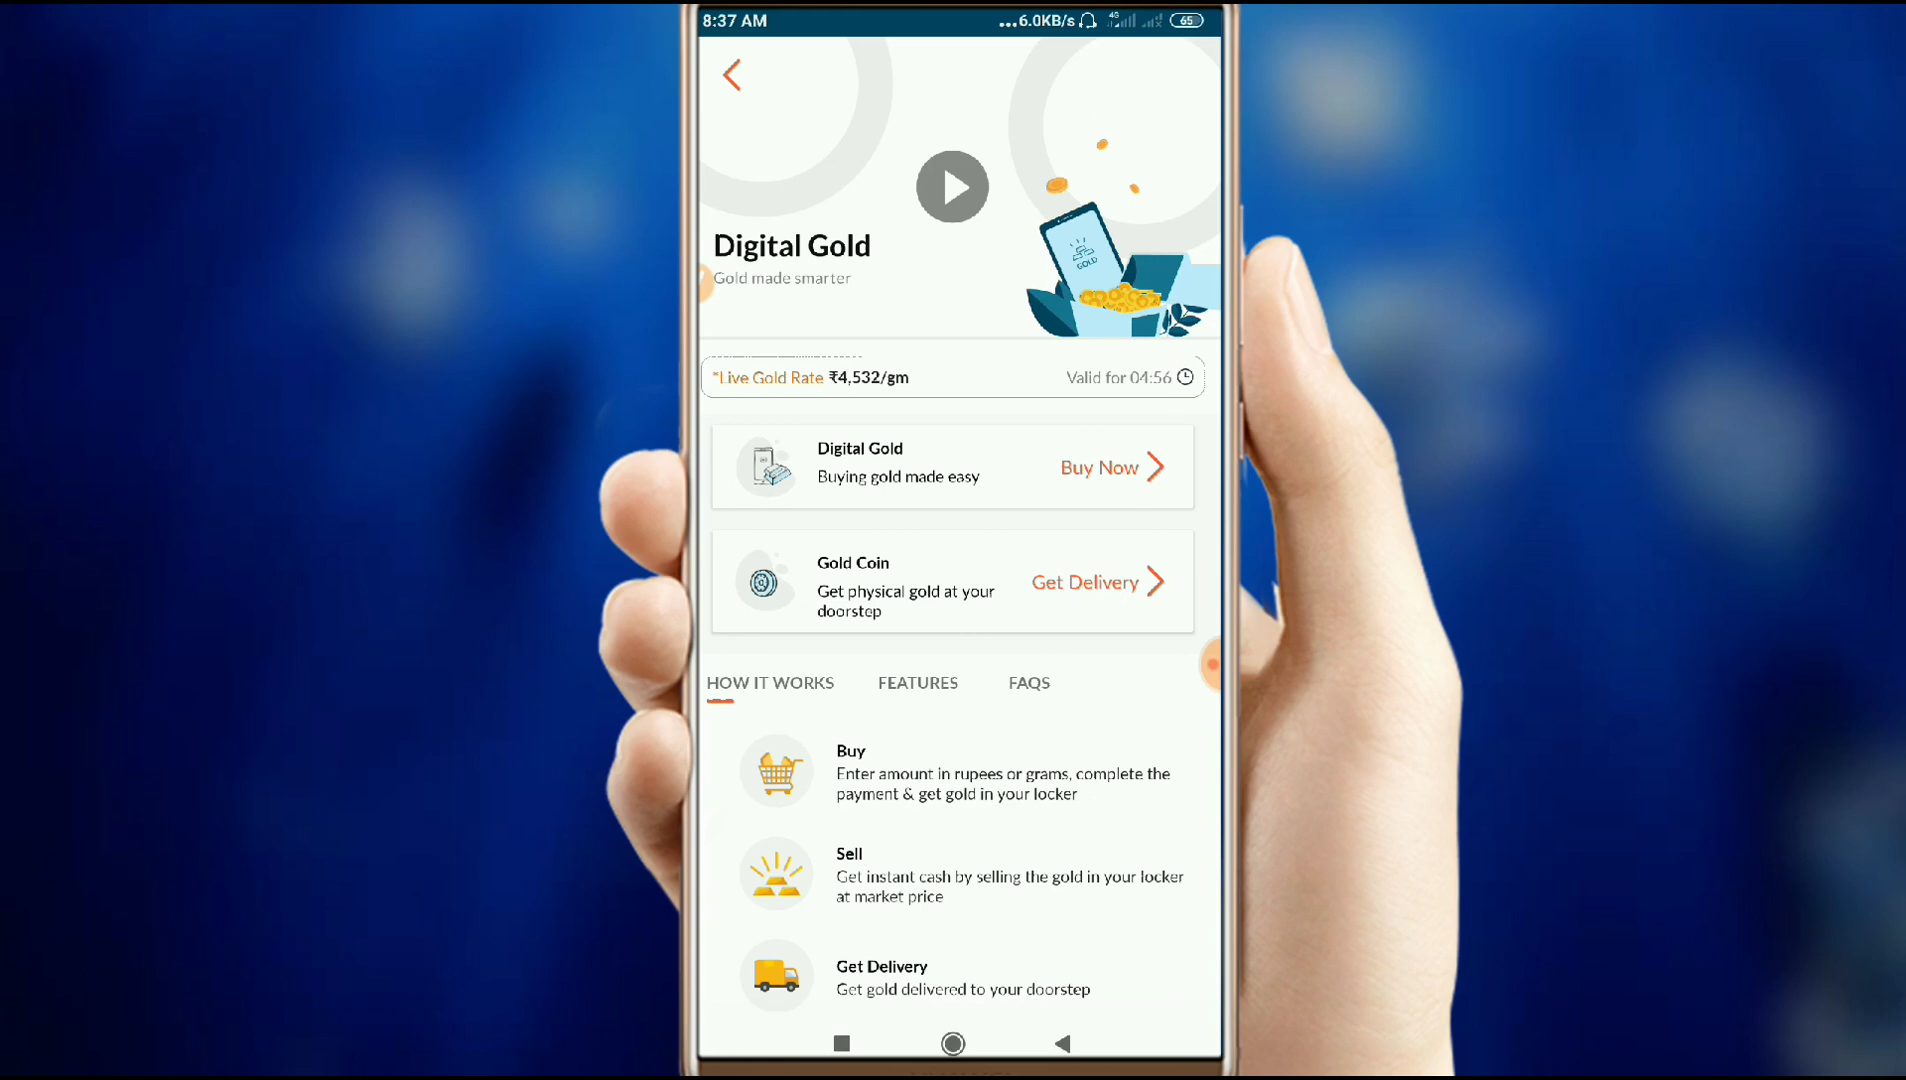 8:37 AM
...6.0KB/s 4G 65
GOLD
Digital Gold
Gold made smarter
*Live Gold Rate ₹4,532/gm Valid for 04:56
Digital Gold
Buying gold made easy
Buy Now
Gold Coin
Get physical gold at your
doorstep
Get Delivery
HOW IT WORKS FEATURES FAQS
Buy
Enter amount in rupees or grams, complete the
payment & get gold in your locker
Sell
Get instant cash by selling the gold in your locker
at market price
Get Delivery
Get gold delivered to your doorstep